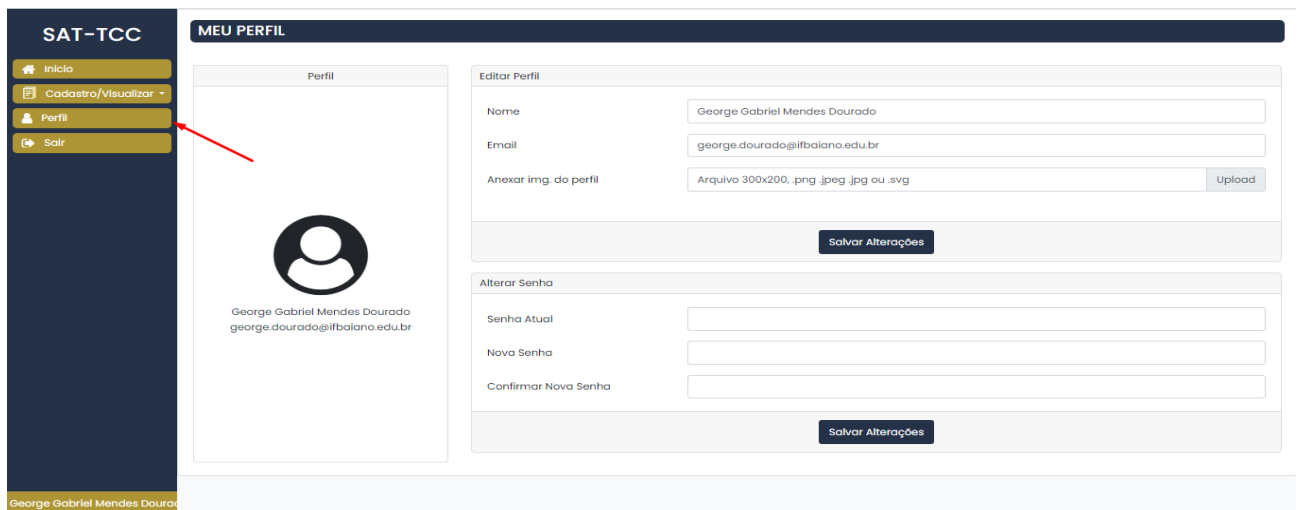 SAT-TCC
Inicio
Cadastro/Visualizar
Perfil
Sair
George Gabriel Mendes Dourad
MEU PERFIL
Perfil
George Gabriel Mendes Dourado
george.dourado@ifbaiano.edu.br
Editar Perfil
Nome George Gabriel Mendes Dourado
Email george.dourado@ifbaiano.edu.br
Anexar img. do perfil Arquivo 300x200, .png .jpeg .jpg ou .svg Upload
Salvar Alterações
Alterar Senha
Senha Atual
Nova Senha
Confirmar Nova Senha
Salvar Alterações